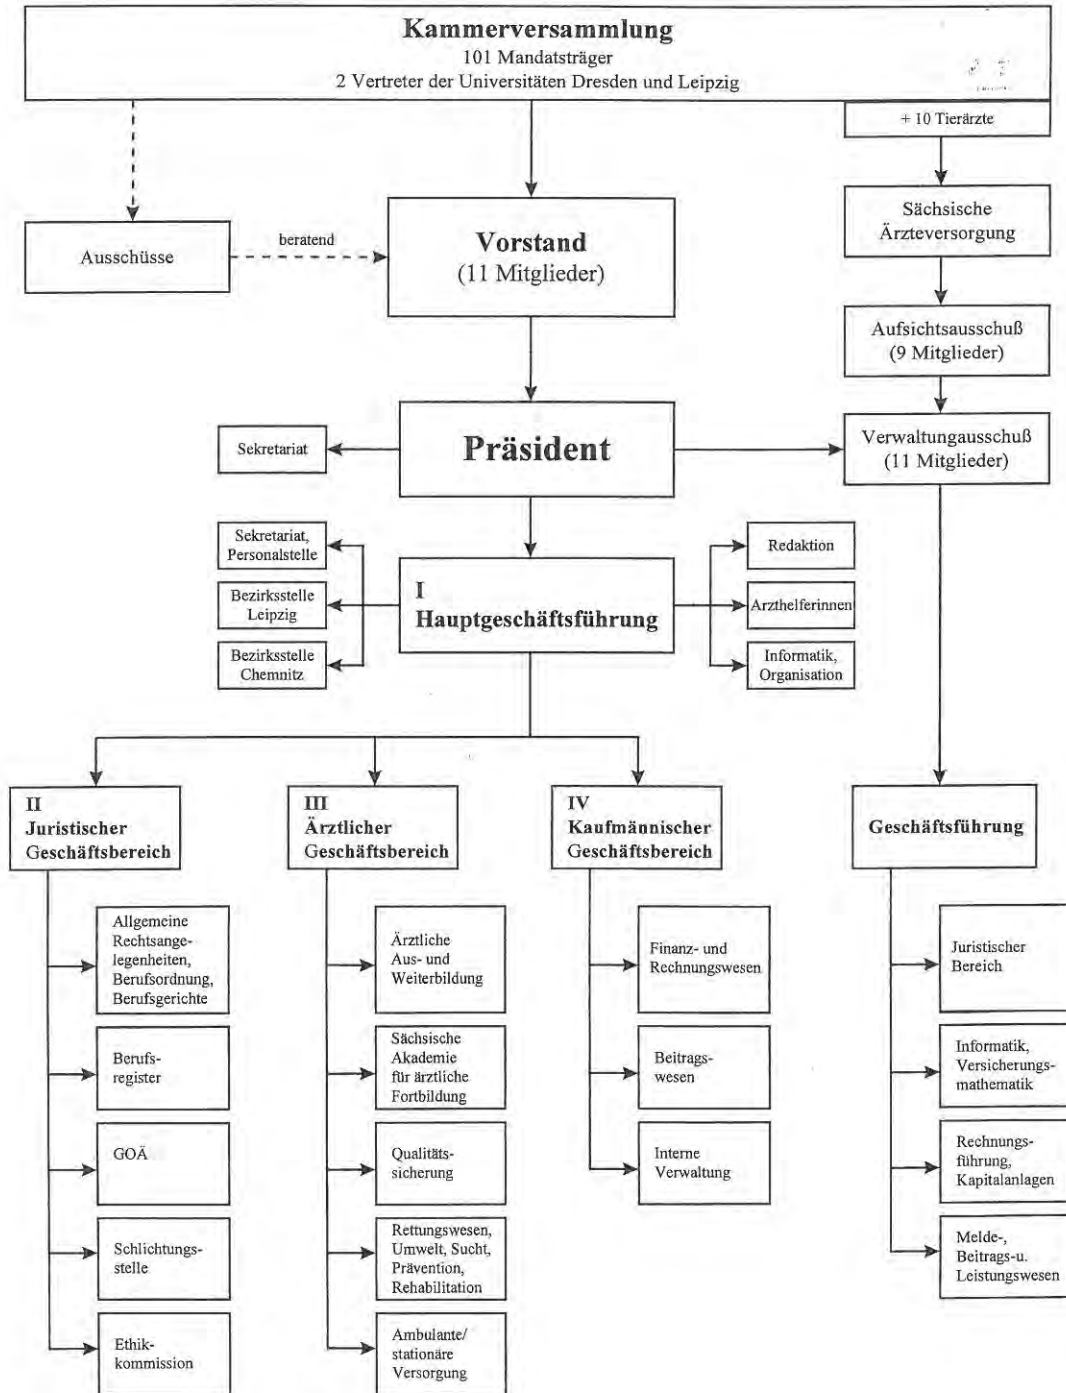 Kammerversammlung
101 Mandatsträger
2 Vertreter der Universitäten Dresden und Leipzig
+ 10 Tierärzte
Sächsische
Ärzteversorgung
Ausschüsse
beratend
Vorstand
(11 Mitglieder)
Aufsichtsausschuß
(9 Mitglieder)
Sekretariat
Präsident
Verwaltungausschuß
(11 Mitglieder)
Sekretariat,
Personalstelle
Bezirksstelle
Leipzig
Bezirksstelle
Chemnitz
I
Hauptgeschäftsführung
Redaktion
Arzthelferinnen
Informatik,
Organisation
II
Juristischer
Geschäftsbereich
III
Ärztlicher
Geschäftsbereich
IV
Kaufmännischer
Geschäftsbereich
Geschäftsführung
Allgemeine
Rechtsange-
legenheiten,
Berufsordnung,
Berufsgerichte
Berufs-
register
GOÄ
Schlichtungs-
stelle
Ethik-
kommission
Ärztliche
Aus- und
Weiterbildung
Sächsische
Akademie
für ärztliche
Fortbildung
Qualitäts-
sicherung
Rettungswesen,
Umwelt, Sucht,
Prävention,
Rehabilitation
Ambulante/
stationäre
Versorgung
Finanz- und
Rechnungswesen
Beitrags-
wesen
Interne
Verwaltung
Juristischer
Bereich
Informatik,
Versicherungs-
mathematik
Rechnungs-
führung,
Kapitalanlagen
Melde-,
Beitrags-u.
Leistungswesen